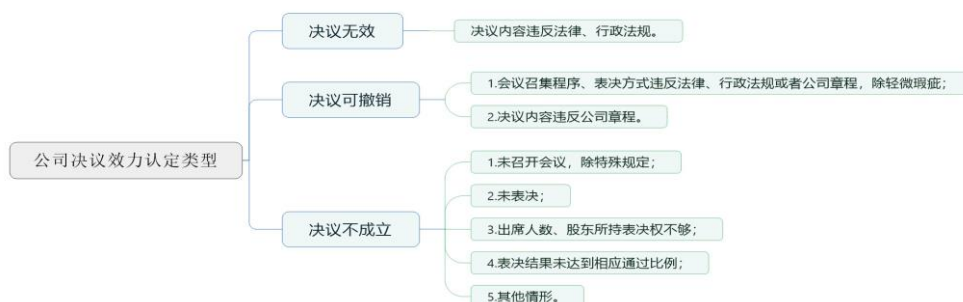 公司决议效力认定类型
决议无效
决议内容违反法律、行政法规。
决议可撤销
1.会议召集程序、表决方式违反法律、行政法规或者公司章程，除轻微瑕疵；
2.决议内容违反公司章程。
决议不成立
1.未召开会议，除特殊规定；
2.未表决；
3.出席人数、股东所持表决权不够；
4.表决结果未达到相应通过比例；
5.其他情形。